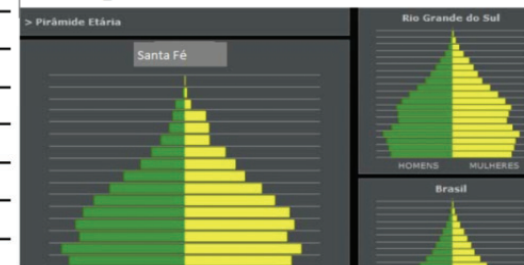 > Pirâmide Etária
Santa Fé
Rio Grande do Sul
HOMENS MULHERES
Brasil